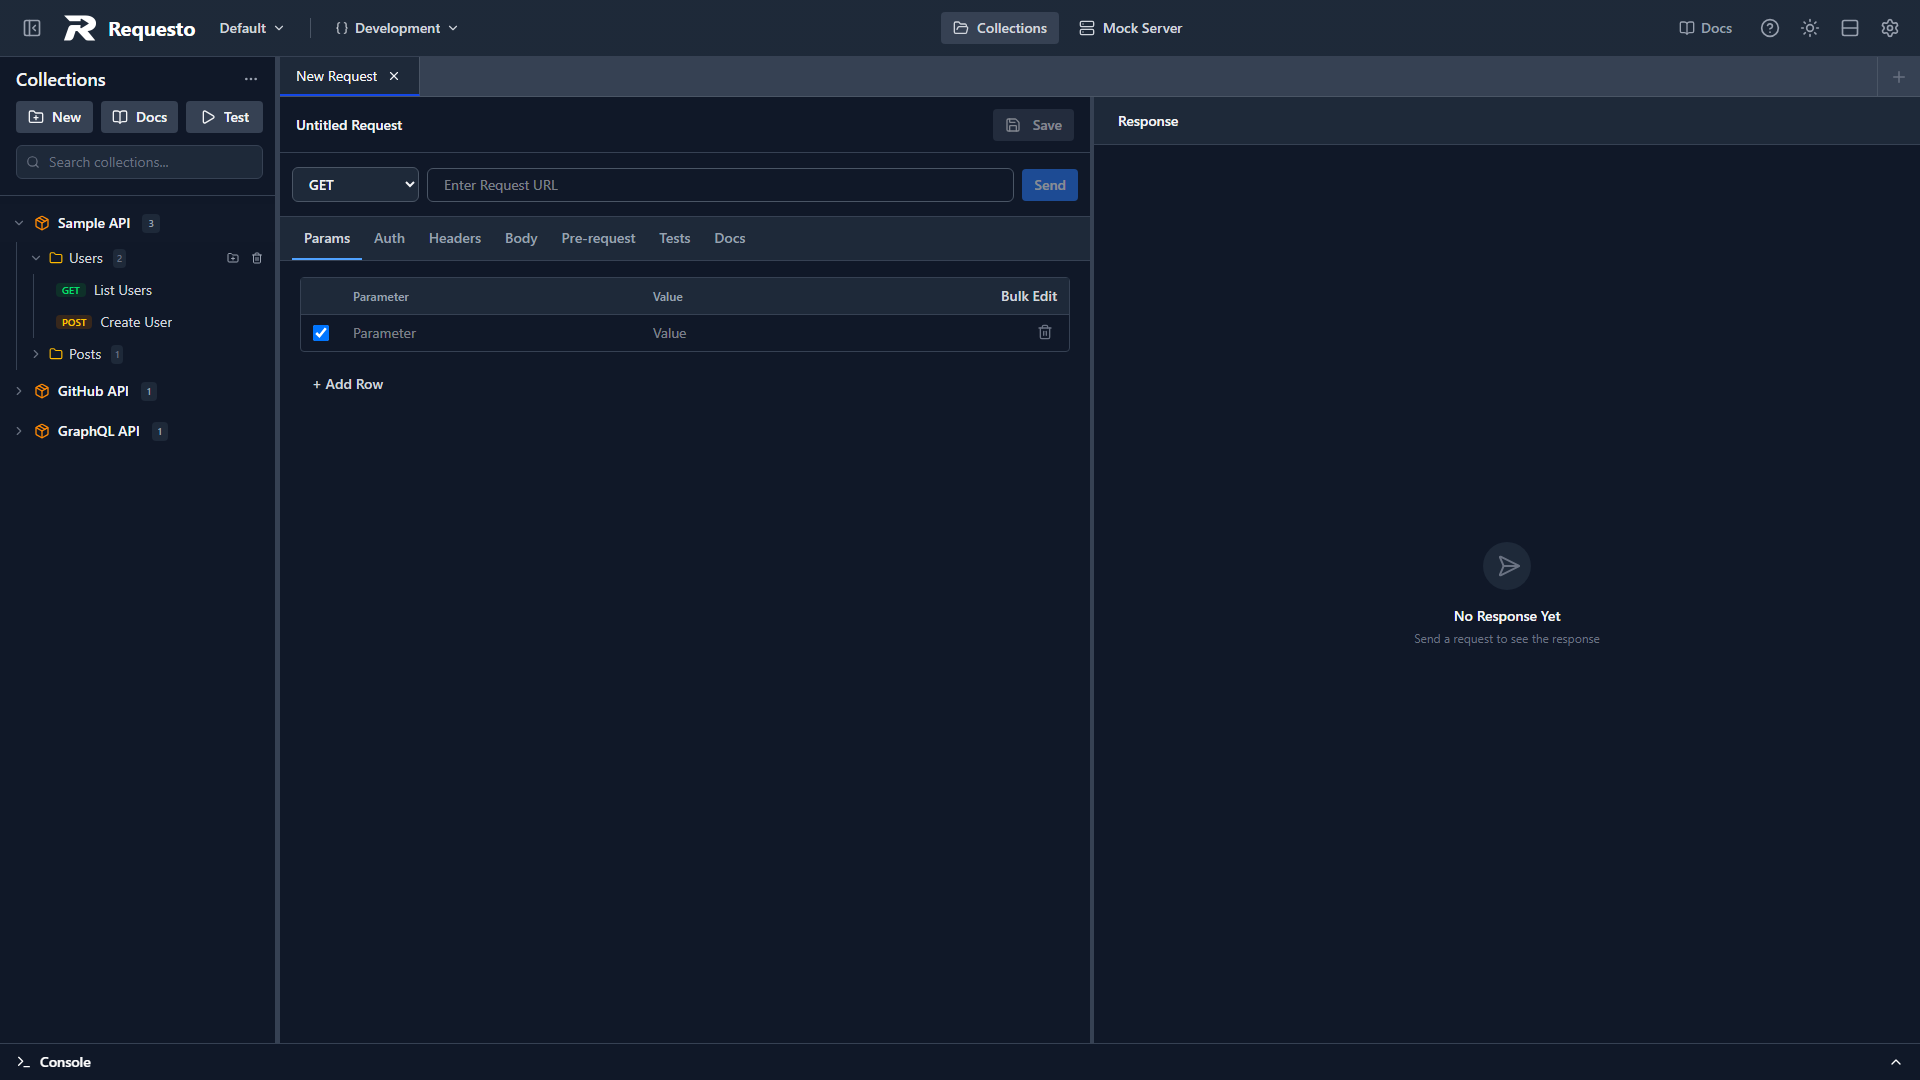 Requesto
Default
{ } Development
Collections
Mock Server
Docs
Collections
New
Docs
Test
Search collections...
Sample API 3
Users 2
GET List Users
POST Create User
Posts 1
GitHub API 1
GraphQL API 1
New Request
Untitled Request
Save
GET
Enter Request URL
Send
Params
Auth
Headers
Body
Pre-request
Tests
Docs
Parameter
Value
Bulk Edit
Parameter
Value
+ Add Row
Response
No Response Yet
Send a request to see the response
Console